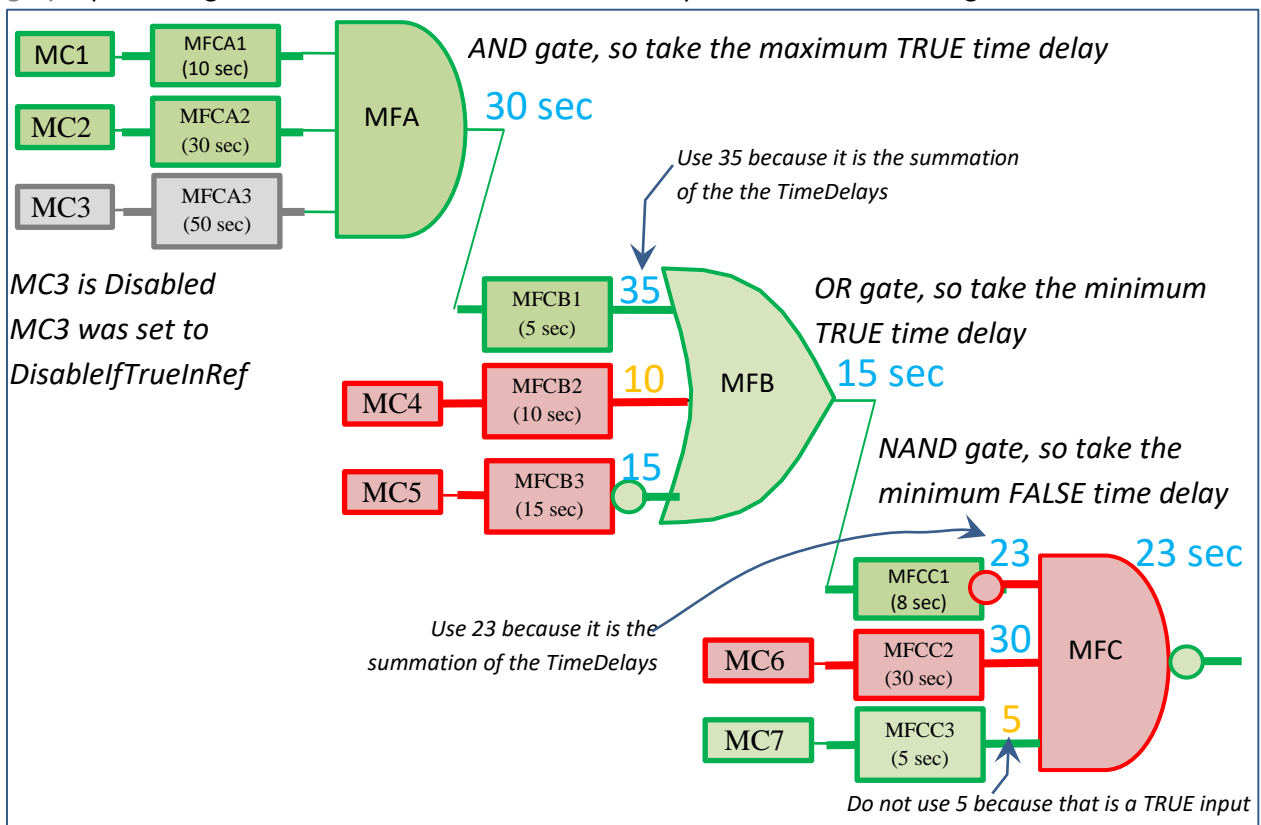 MC1
MFCA1
(10 sec)
AND gate, so take the maximum TRUE time delay
MC2
MFCA2
(30 sec)
MFA
30 sec
MC3
MFCA3
(50 sec)
Use 35 because it is the summation
of the the TimeDelays
MC3 is Disabled
MC3 was set to
DisableIfTrueInRef
MFCB1
(5 sec)
35
OR gate, so take the minimum
TRUE time delay
MC4
MFCB2
(10 sec)
10
MFB
15 sec
MC5
MFCB3
(15 sec)
15
NAND gate, so take the
minimum FALSE time delay
MFCC1
(8 sec)
23
23 sec
Use 23 because it is the
summation of the TimeDelays
MC6
MFCC2
(30 sec)
30
MFC
MC7
MFCC3
(5 sec)
5
Do not use 5 because that is a TRUE input